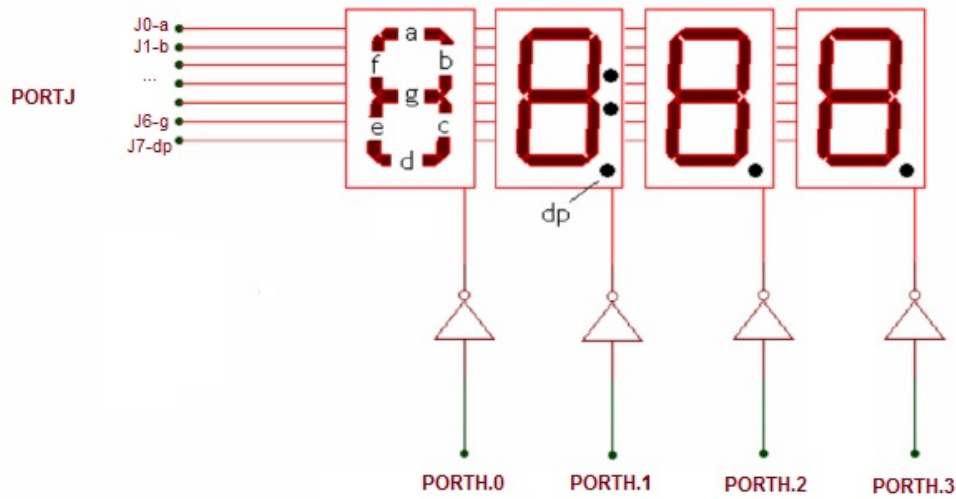 J0-a
J1-b
...
PORTJ
J6-g
J7-dp
a
f b
g
e c
d
dp
PORTH.0 PORTH.1 PORTH.2 PORTH.3